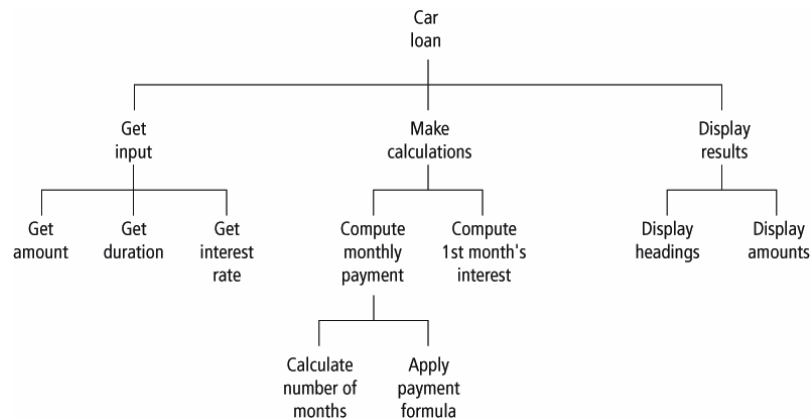 Car
loan
Get
input
Make
calculations
Display
results
Get
amount
Get
duration
Get
interest
rate
Compute
monthly
payment
Compute
1st month's
interest
Display
headings
Display
amounts
Calculate
number of
months
Apply
payment
formula